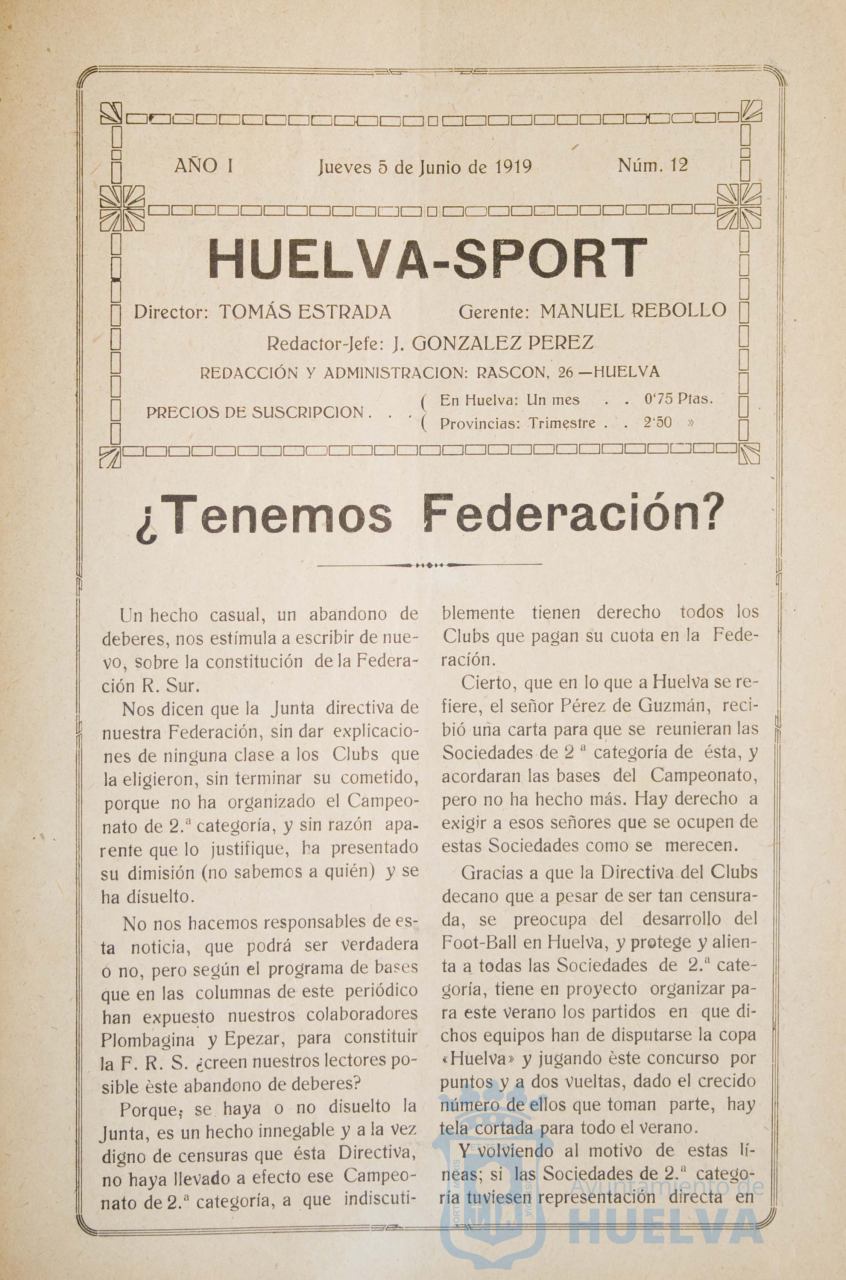 AÑO I Jueves 5 de Junio de 1919 Núm. 12
HUELVA-SPORT
Director: TOMÁS ESTRADA Gerente: MANUEL REBOLLO
Redactor-Jefe: J. GONZALEZ PEREZ
REDACCIÓN Y ADMINISTRACION: RASCON, 26 —HUELVA
PRECIOS DE SUSCRIPCION . . . ( En Huelva: Un mes . . 0'75 Ptas.
( Provincias: Trimestre . . 2'50 »
¿Tenemos Federación?
Un hecho casual, un abandono de
deberes, nos estímula a escribir de nue-
vo, sobre la constitución de la Federa-
ción R. Sur.
Nos dicen que la Junta directiva de
nuestra Federación, sin dar explicacio-
nes de ninguna clase a los Clubs que
la eligieron, sin terminar su cometido,
porque no ha organizado el Campeo-
nato de 2.ª categoría, y sin razón apa-
rente que lo justifique, ha presentado
su dimisión (no sabemos a quién) y se
ha disuelto.
No nos hacemos responsables de es-
ta noticia, que podrá ser verdadera
o no, pero según el programa de bases
que en las columnas de este periódico
han expuesto nuestros colaboradores
Plombagina y Epezar, para constituir
la F. R. S. ¿creen nuestros lectores po-
sible èste abandono de deberes?
Porque, se haya o no disuelto la
Junta, es un hecho innegable y a la vez
digno de censuras que ésta Directiva,
no haya llevado a efecto ese Campeo-
nato de 2.ª categoría, a que indiscuti-
blemente tienen derecho todos los
Clubs que pagan su cuota en la Fede-
ración.
Cierto, que en lo que a Huelva se re-
fiere, el señor Pérez de Guzmán, reci-
bió una carta para que se reunieran las
Sociedades de 2 ª categoría de ésta, y
acordaran las bases del Campeonato,
pero no ha hecho más. Hay derecho a
exigir a esos señores que se ocupen de
estas Sociedades como se merecen.
Gracias a que la Directiva del Clubs
decano que a pesar de ser tan censura-
da, se preocupa del desarrollo del
Foot-Ball en Huelva, y protege y alien-
ta a todas las Sociedades de 2.ª cate-
goría, tiene en proyecto organizar pa-
ra este verano los partidos en que di-
chos equipos han de disputarse la copa
«Huelva» y jugando èste concurso por
puntos y a dos vueltas, dado el crecido
número de ellos que toman parte, hay
tela cortada para todo el verano.
Y volviendo al motivo de estas lí-
neas; si las Sociedades de 2.ª catego-
ría tuviesen representación directa en
Ayuntamiento de
HUELVA